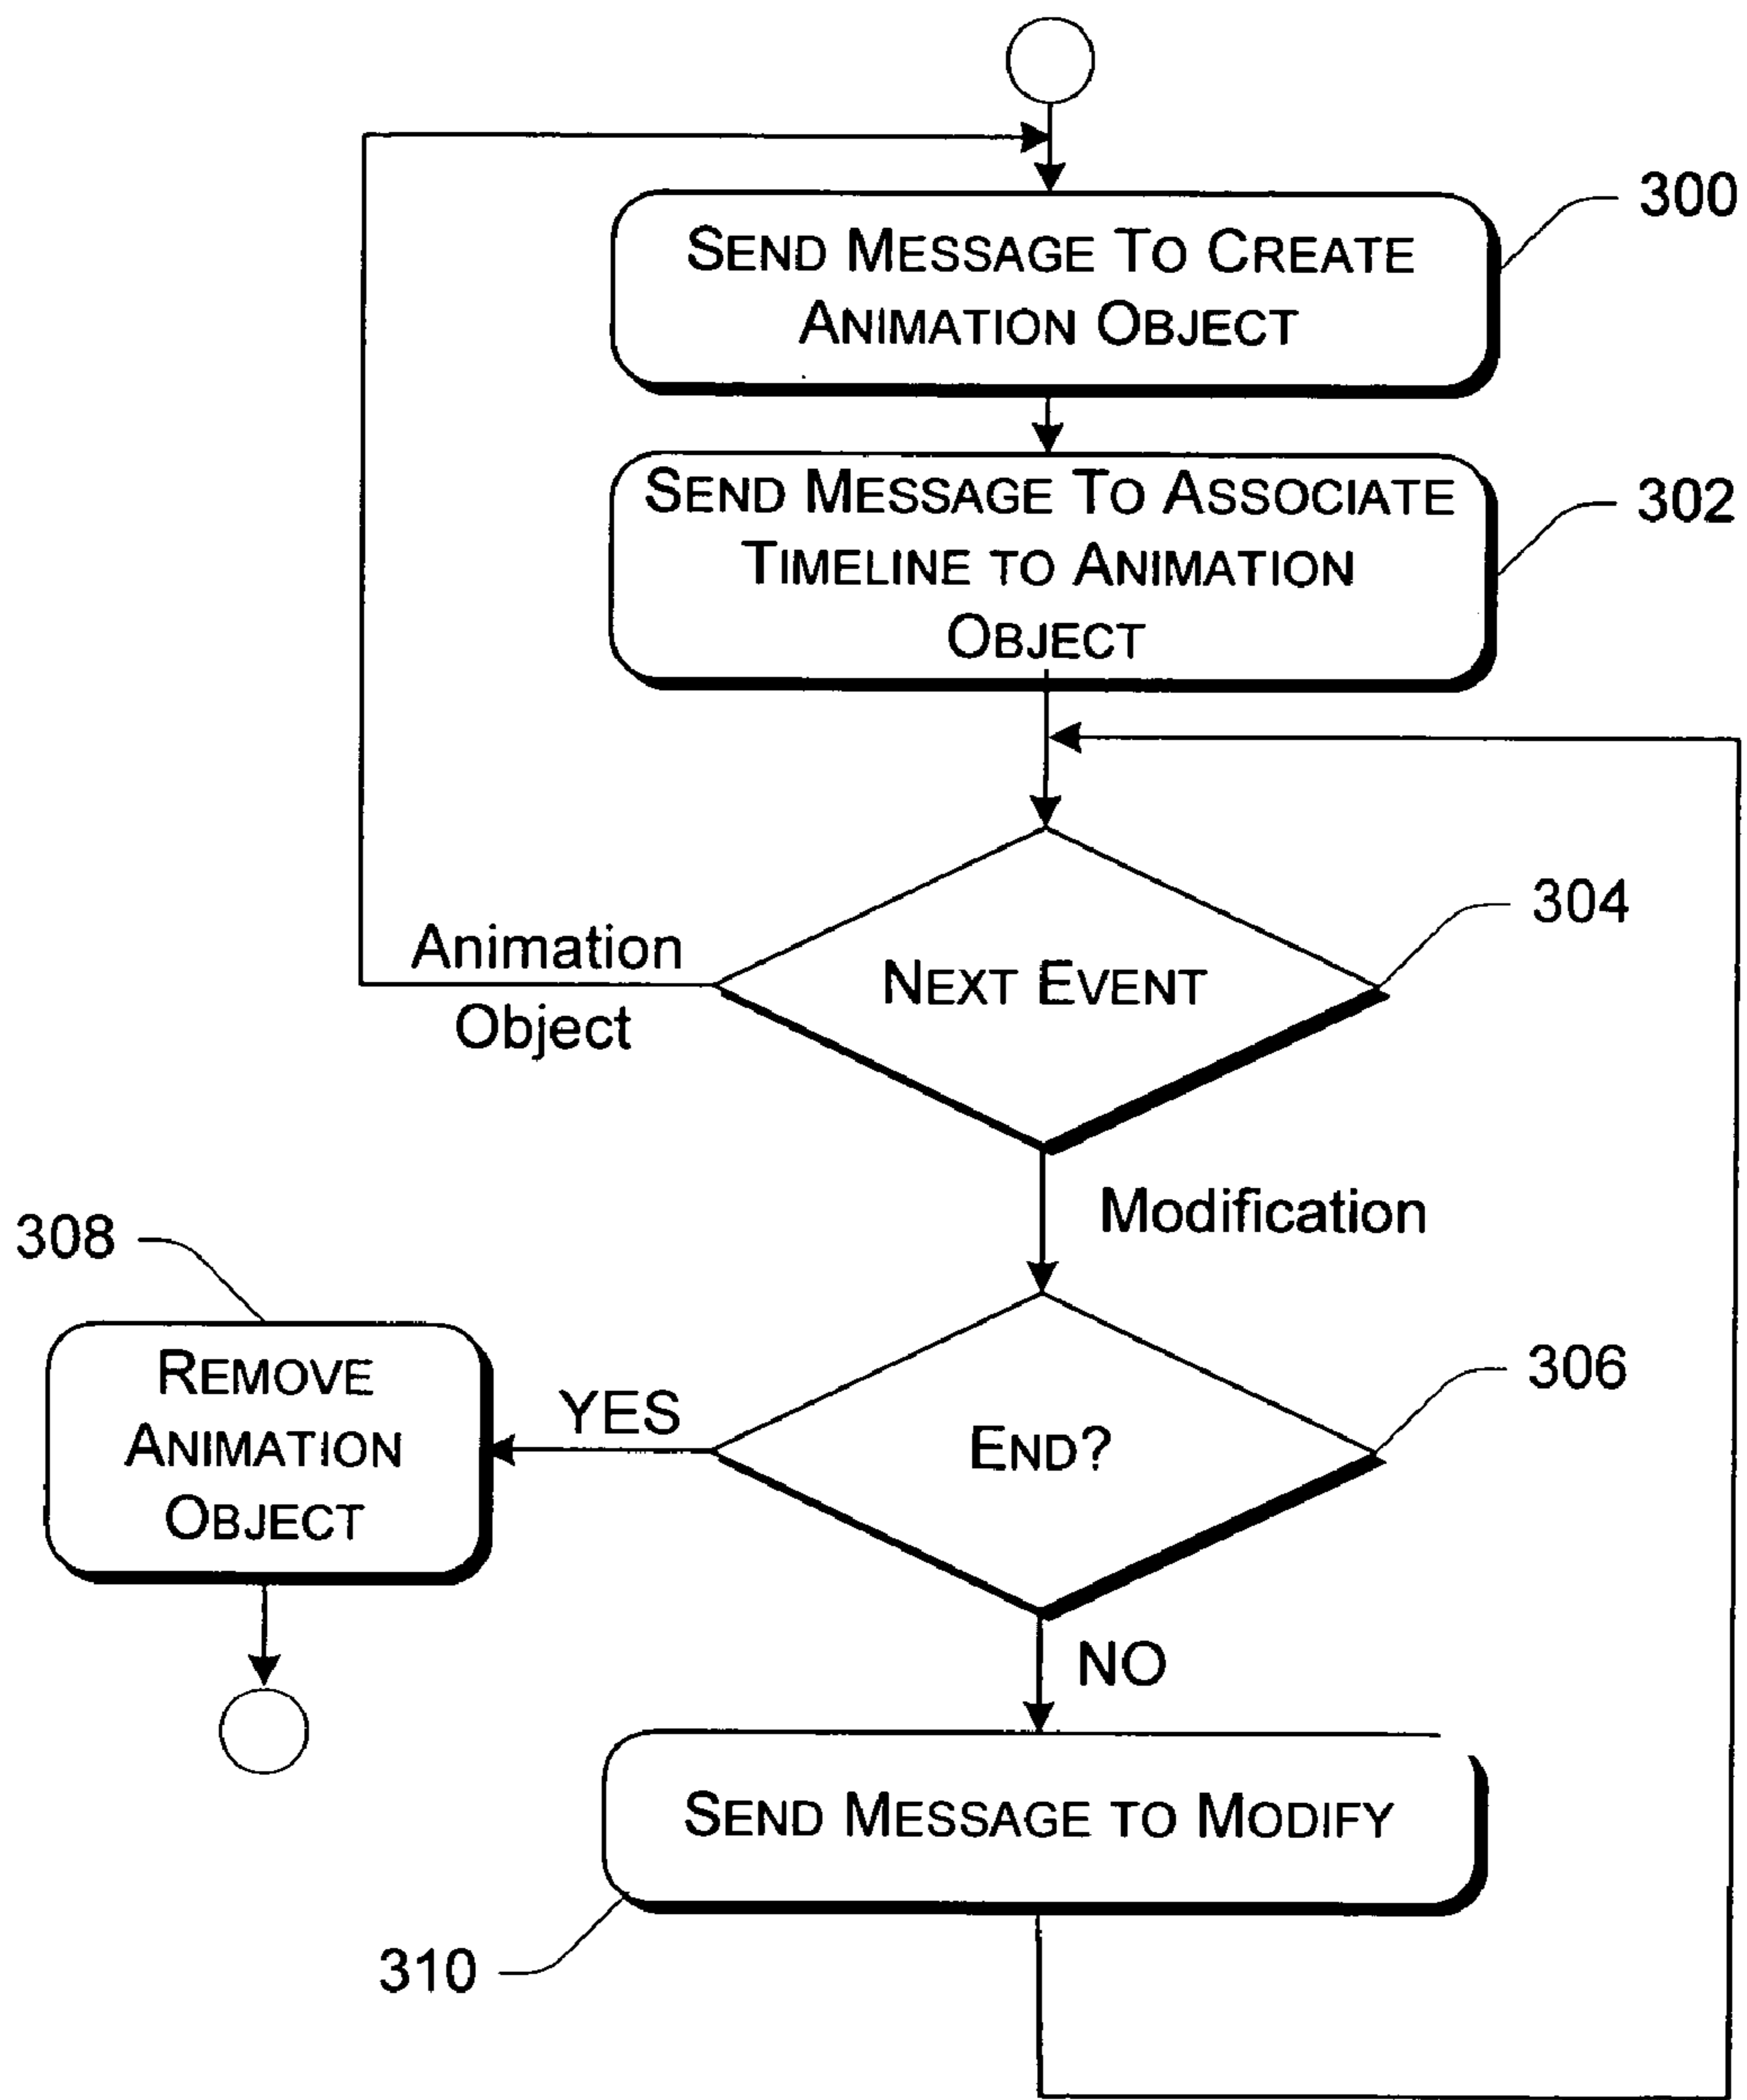 SEND MESSAGE TO CREATE
ANIMATION OBJECT
300
SEND MESSAGE TO ASSOCIATE
TIMELINE TO ANIMATION
OBJECT
302
NEXT EVENT
304
Animation
Object
Modification
308
REMOVE
ANIMATION
OBJECT
YES
END?
306
NO
SEND MESSAGE TO MODIFY
310